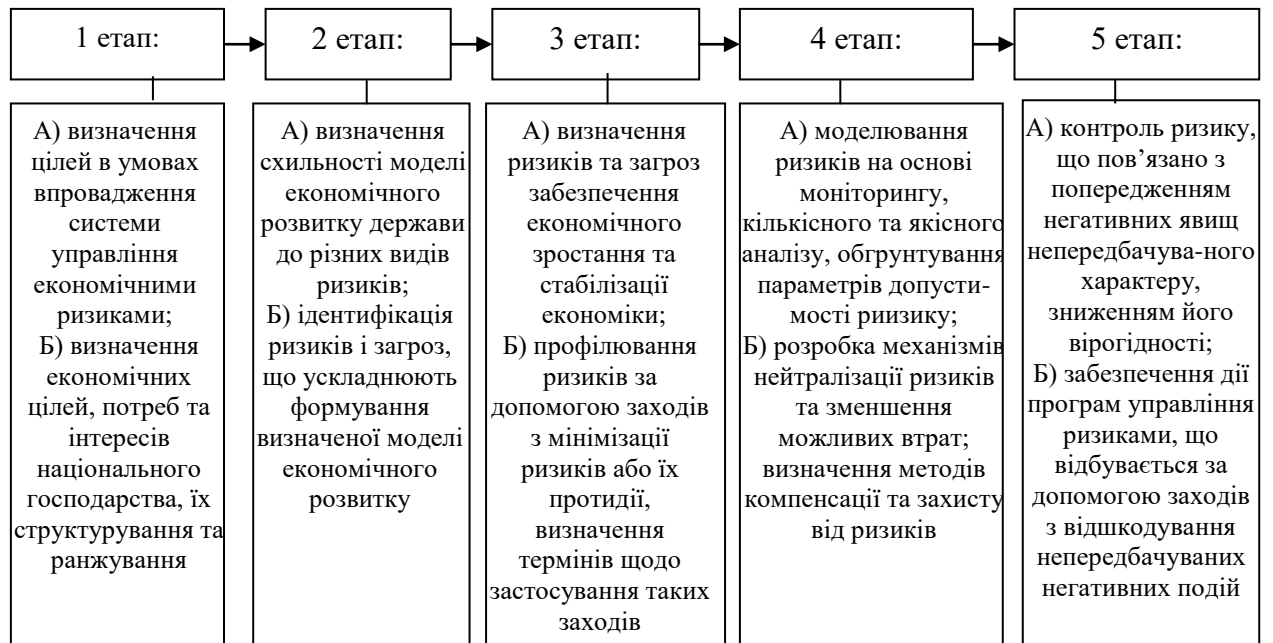 1 етап:
2 етап:
3 етап:
4 етап:
5 етап:
А) визначення
цілей в умовах
впровадження
системи
управління
економічними
ризиками;
Б) визначення
економічних
цілей, потреб та
інтересів
національного
господарства, їх
структурування та
ранжування
А) визначення
схильності моделі
економічного
розвитку держави
до різних видів
ризиків;
Б) ідентифікація
ризиків і загроз,
що ускладнюють
формування
визначеної моделі
економічного
розвитку
А) визначення
ризиків та загроз
забезпечення
економічного
зростання та
стабілізації
економіки;
Б) профілювання
ризиків за
допомогою заходів
з мінімізації
ризиків або їх
протидії,
визначення
термінів щодо
застосування таких
заходів
А) моделювання
ризиків на основі
моніторингу,
кількісного та якісного
аналізу, обгрунтування
параметрів допусти-
мості риизику;
Б) розробка механізмів
нейтралізації ризиків
та зменшення
можливих втрат;
визначення методів
компенсації та захисту
від ризиків
А) контроль ризику,
що пов’язано з
попередженням
негативних явищ
непередбачува-ного
характеру,
зниженням його
вірогідності;
Б) забезпечення дії
програм управління
ризиками, що
відбувається за
допомогою заходів
з відшкодування
непередбачуваних
негативних подій